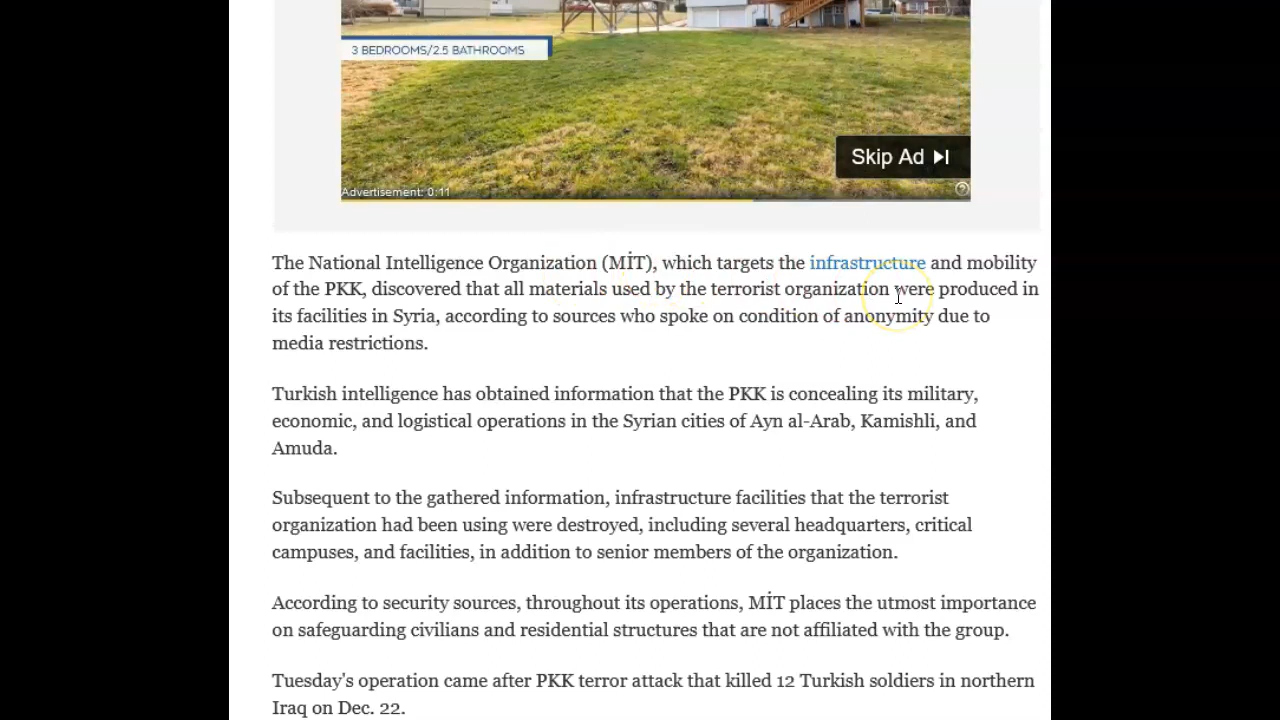 3 BEDROOMS/2.5 BATHROOMS
Skip Ad
Advertisement: 0:11
The National Intelligence Organization (MİT), which targets the infrastructure and mobility
of the PKK, discovered that all materials used by the terrorist organization were produced in
its facilities in Syria, according to sources who spoke on condition of anonymity due to
media restrictions.
Turkish intelligence has obtained information that the PKK is concealing its military,
economic, and logistical operations in the Syrian cities of Ayn al-Arab, Kamishli, and
Amuda.
Subsequent to the gathered information, infrastructure facilities that the terrorist
organization had been using were destroyed, including several headquarters, critical
campuses, and facilities, in addition to senior members of the organization.
According to security sources, throughout its operations, MİT places the utmost importance
on safeguarding civilians and residential structures that are not affiliated with the group.
Tuesday's operation came after PKK terror attack that killed 12 Turkish soldiers in northern
Iraq on Dec. 22.